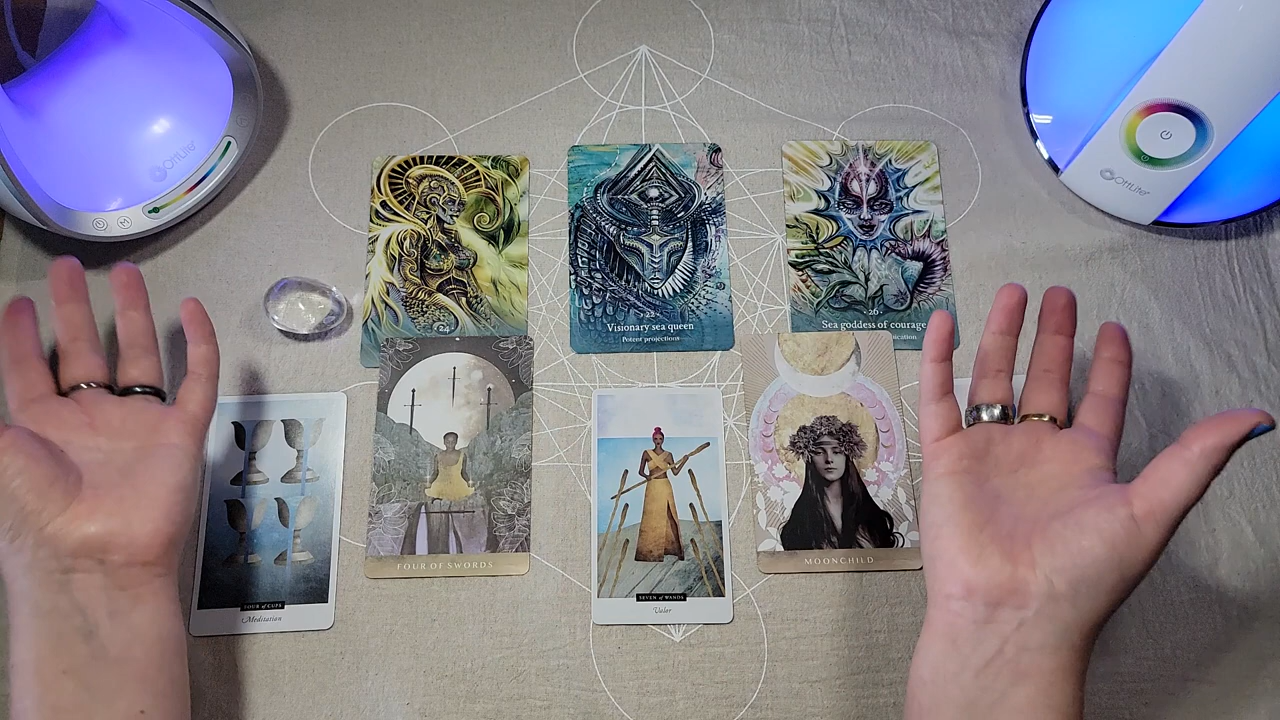 OttLite
OttLite
24
22
Visionary sea queen
Potent projections
26
Sea goddess of courage
FOUR OF SWORDS
MOONCHILD
FOUR of CUPS
Meditation
SEVEN of WANDS
Valor